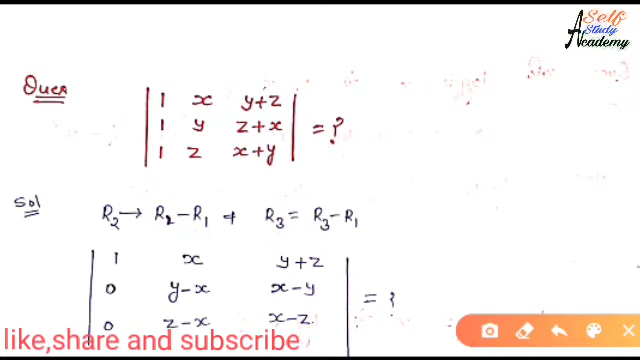 Self
Study
Academy
Ques
| 1 x y+z |
| 1 y z+x | = ?
| 1 z x+y |
Sol
R₂ → R₂ - R₁ & R₃ = R₃ - R₁
| 1 x y+z |
| 0 y-x x-y | = ?
| 0 z-x x-z |
like,share and subscribe